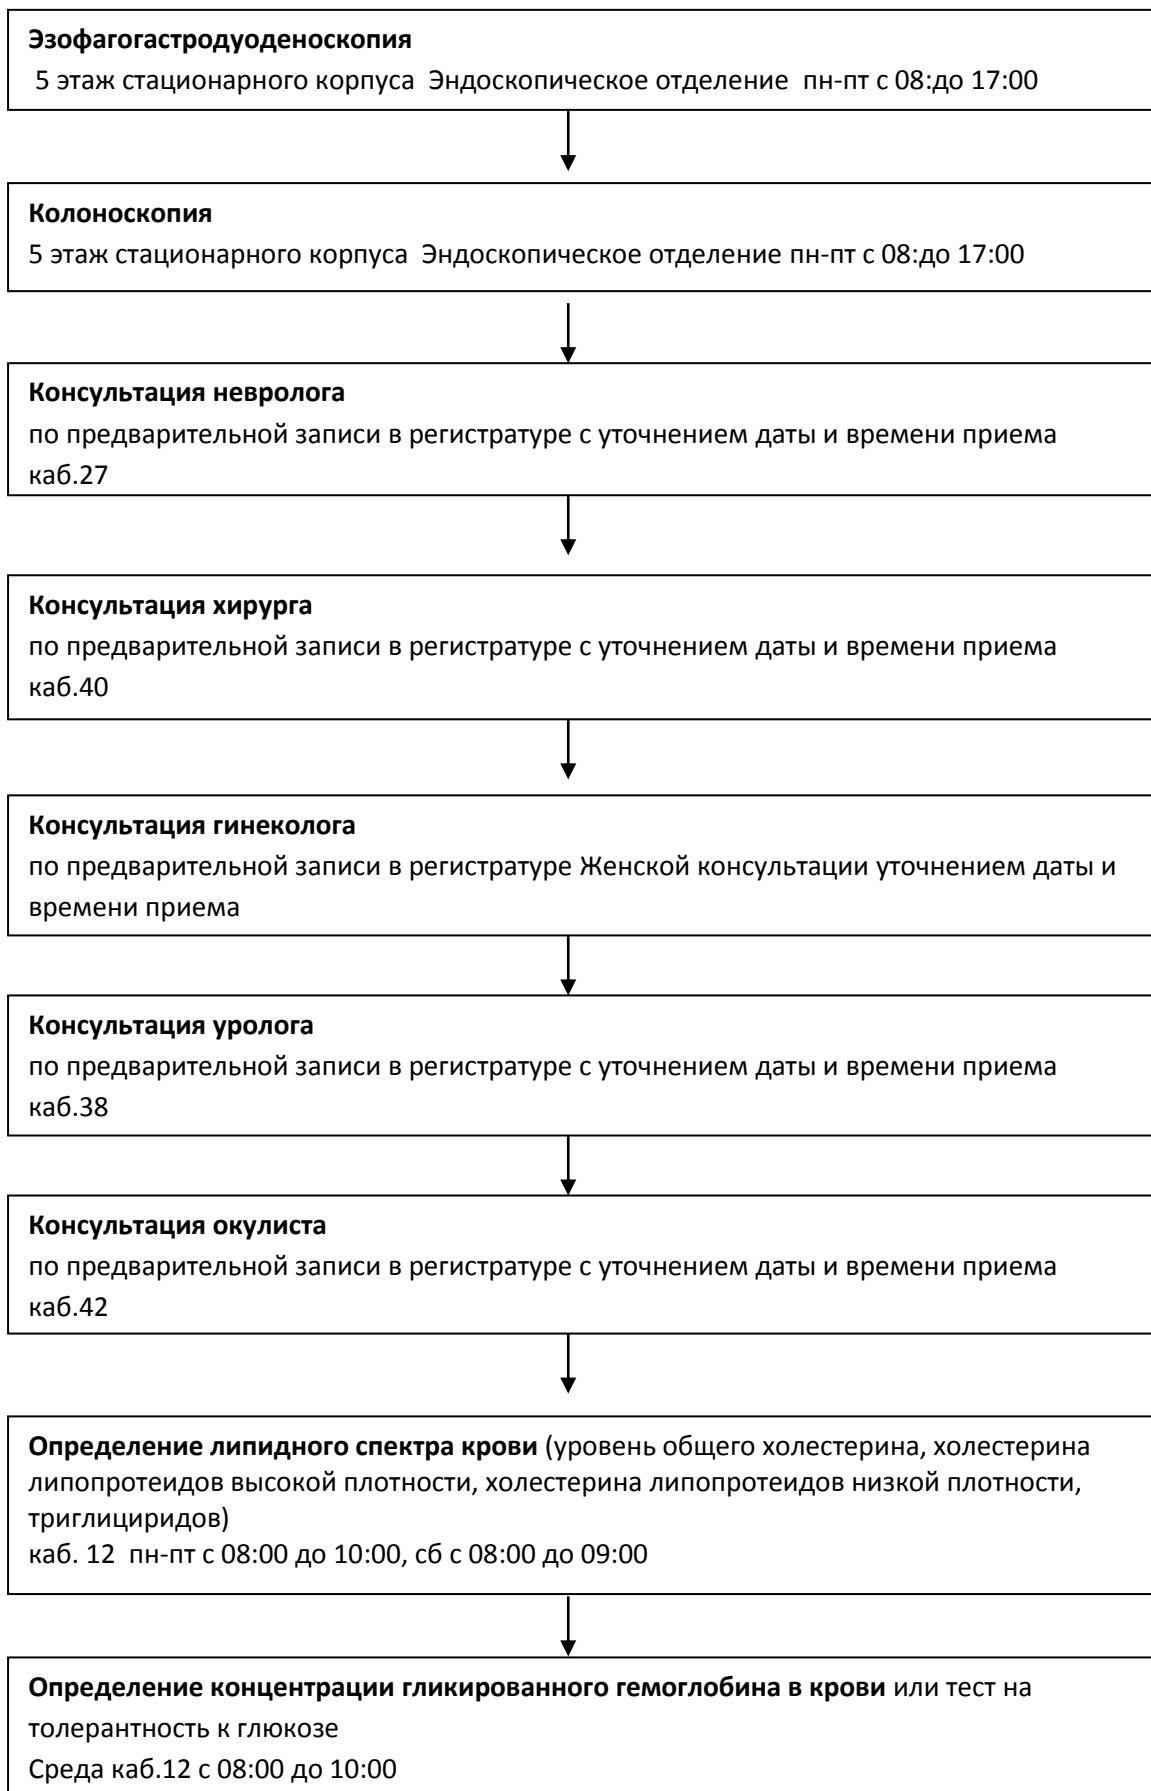 Эзофагогастродуоденоскопия
5 этаж стационарного корпуса Эндоскопическое отделение пн-пт с 08:до 17:00
Колоноскопия
5 этаж стационарного корпуса Эндоскопическое отделение пн-пт с 08:до 17:00
Консультация невролога
по предварительной записи в регистратуре с уточнением даты и времени приема
каб.27
Консультация хирурга
по предварительной записи в регистратуре с уточнением даты и времени приема
каб.40
Консультация гинеколога
по предварительной записи в регистратуре Женской консультации уточнением даты и
времени приема
Консультация уролога
по предварительной записи в регистратуре с уточнением даты и времени приема
каб.38
Консультация окулиста
по предварительной записи в регистратуре с уточнением даты и времени приема
каб.42
Определение липидного спектра крови (уровень общего холестерина, холестерина
липопротеидов высокой плотности, холестерина липопротеидов низкой плотности,
триглициридов)
каб. 12 пн-пт с 08:00 до 10:00, сб с 08:00 до 09:00
Определение концентрации гликированного гемоглобина в крови или тест на
толерантность к глюкозе
Среда каб.12 с 08:00 до 10:00